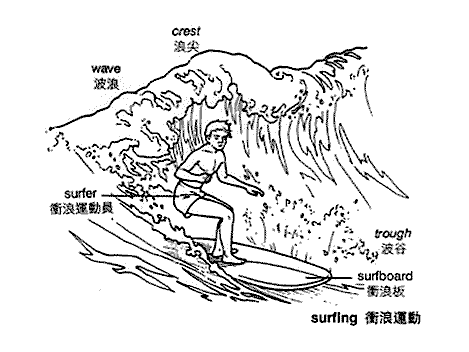 crest
浪尖
wave
波浪
surfer
衝浪運動員
trough
波谷
surfboard
衝浪板
surfing 衝浪運動